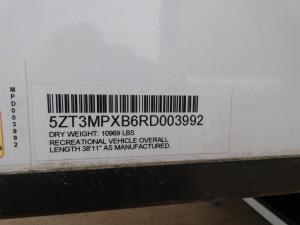 MPD003992
5ZT3MPXB6RD003992
DRY WEIGHT: 10969 LBS
RECREATIONAL VEHICLE OVERALL
LENGTH 38'11" AS MANUFACTURED.